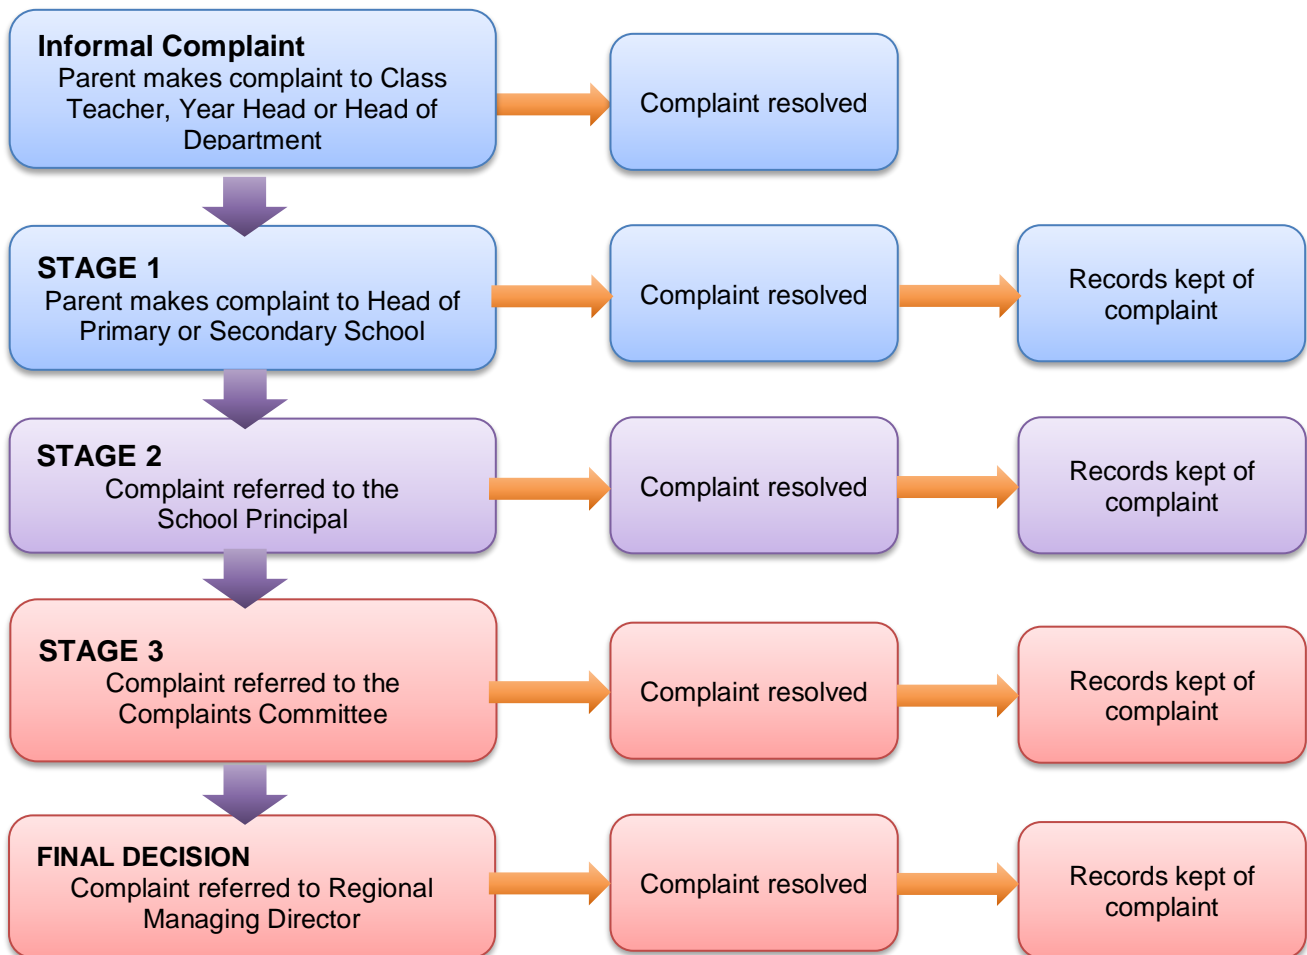 Informal Complaint
Parent makes complaint to Class
Teacher, Year Head or Head of
Department
Complaint resolved
STAGE 1
Parent makes complaint to Head of
Primary or Secondary School
Complaint resolved
Records kept of
complaint
STAGE 2
Complaint referred to the
School Principal
Complaint resolved
Records kept of
complaint
STAGE 3
Complaint referred to the
Complaints Committee
Complaint resolved
Records kept of
complaint
FINAL DECISION
Complaint referred to Regional
Managing Director
Complaint resolved
Records kept of
complaint